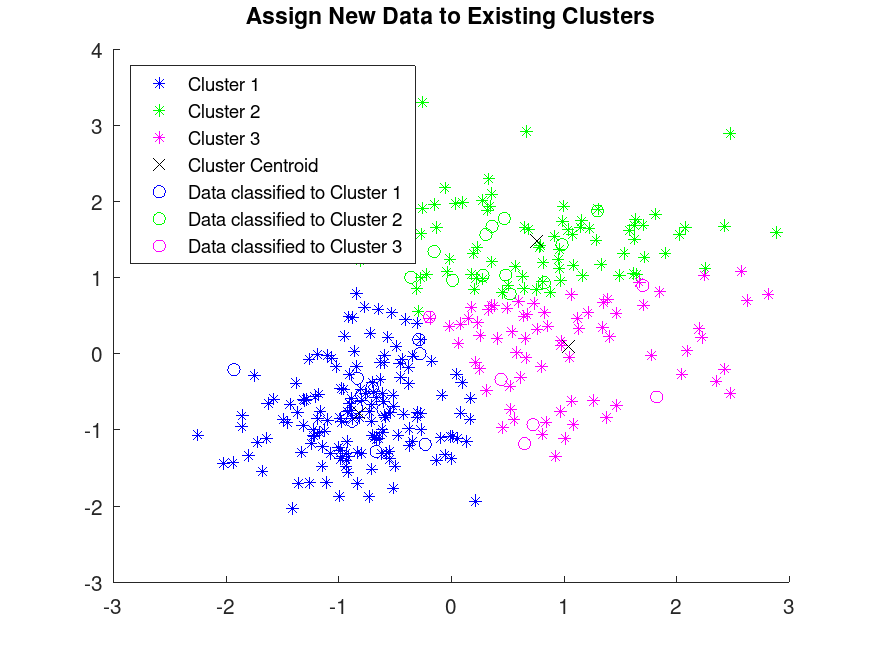 Assign New Data to Existing Clusters
4
3
2
1
0
-1
-2
-3
Cluster 1
Cluster 2
Cluster 3
Cluster Centroid
Data classified to Cluster 1
Data classified to Cluster 2
Data classified to Cluster 3
-3 -2 -1 0 1 2 3